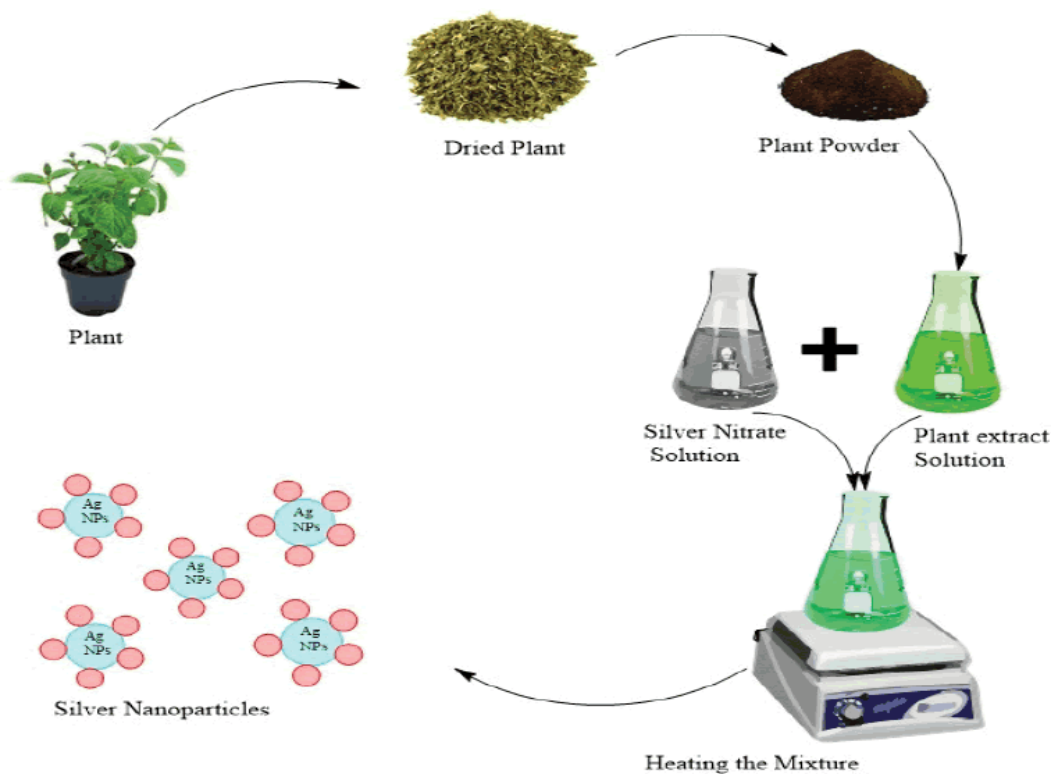 Dried Plant
Plant Powder
Plant
Silver Nitrate
Solution
Plant extract
Solution
Ag
NPs
Ag
NPs
Ag
NPs
Ag
NPs
Ag
NPs
Silver Nanoparticles
Heating the Mixture